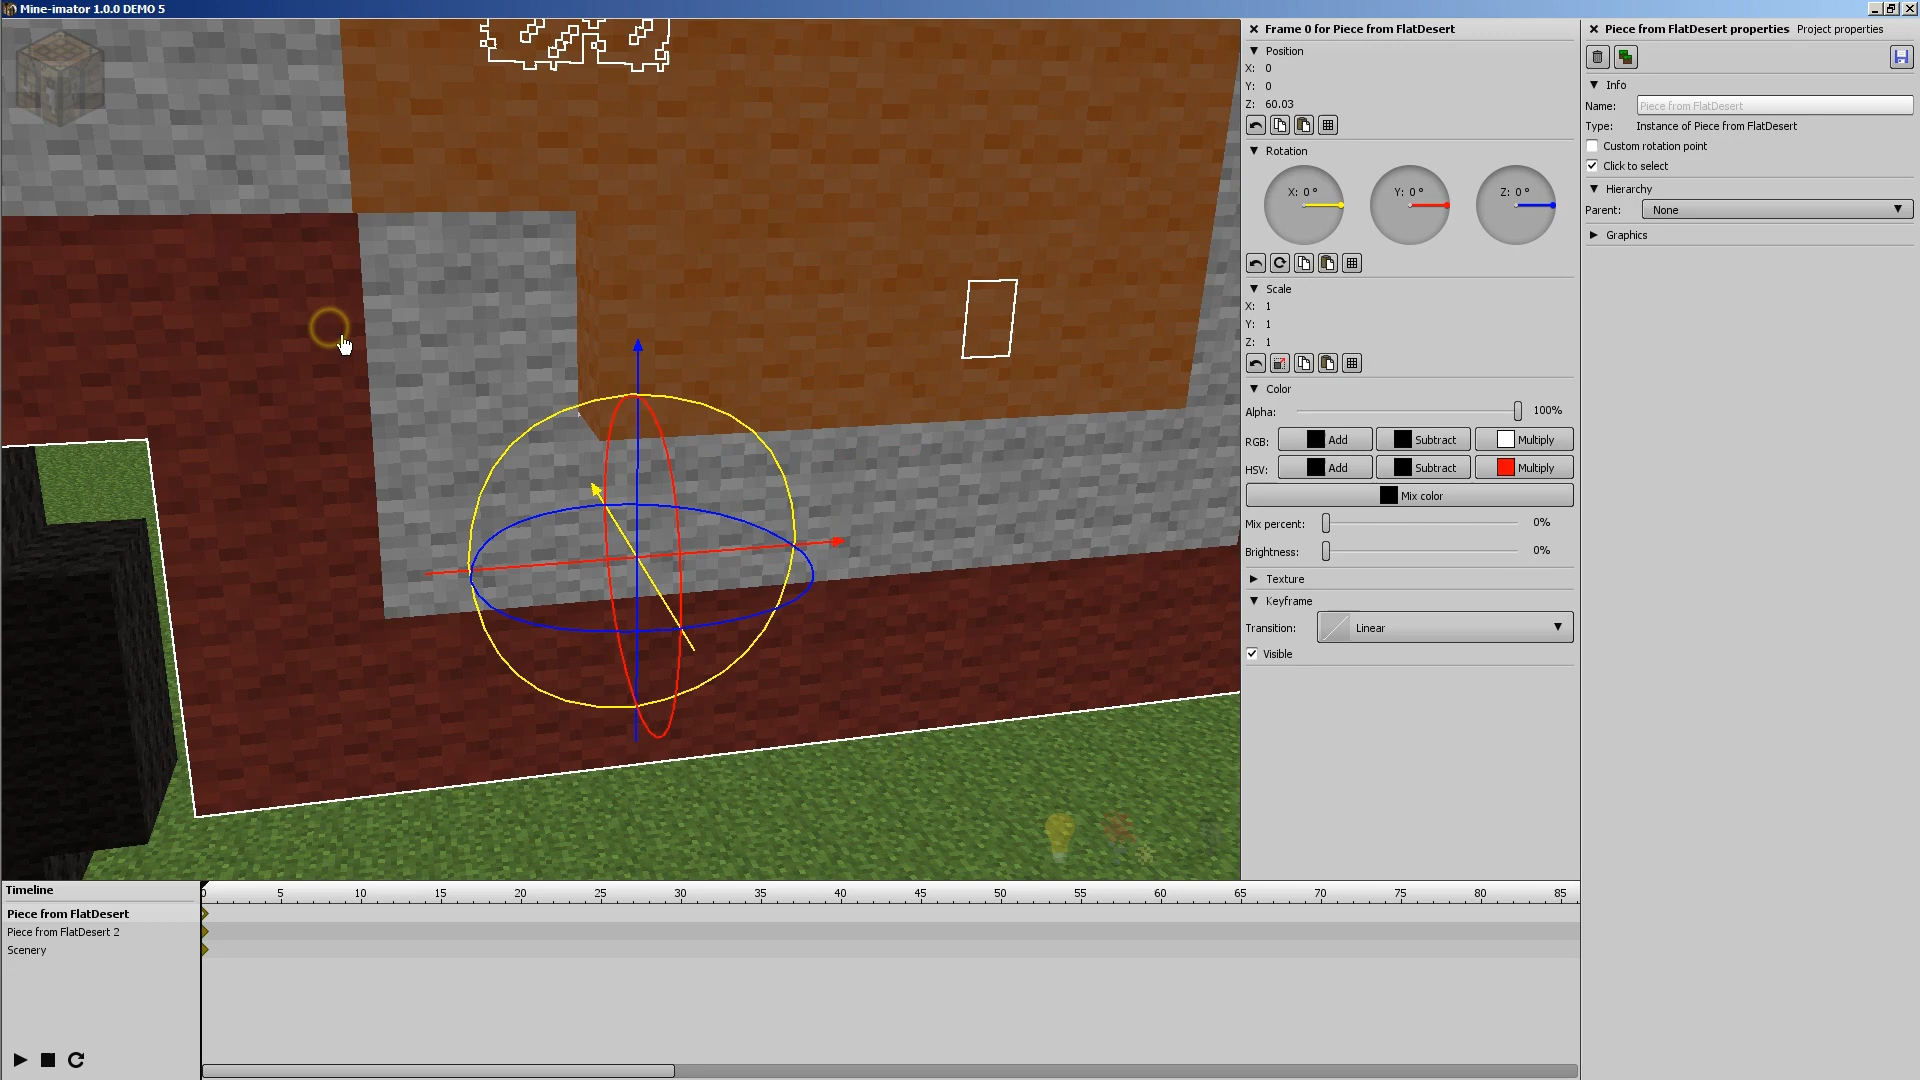 Mine-imator 1.0.0 DEMO 5
Frame 0 for Piece from FlatDesert
Position
X: 0
Y: 0
Z: 60.03
Rotation
X: 0 ° Y: 0 ° Z: 0 °
Scale
X: 1
Y: 1
Z: 1
Color
Alpha: 100%
RGB: Add Subtract Multiply
HSV: Add Subtract Multiply
Mix color
Mix percent: 0%
Brightness: 0%
Texture
Keyframe
Transition: Linear
Visible
Piece from FlatDesert properties Project properties
Info
Name: Piece from FlatDesert
Type: Instance of Piece from FlatDesert
Custom rotation point
Click to select
Hierarchy
Parent: None
Graphics
Timeline
0 5 10 15 20 25 30 35 40 45 50 55 60 65 70 75 80 85
Piece from FlatDesert
Piece from FlatDesert 2
Scenery